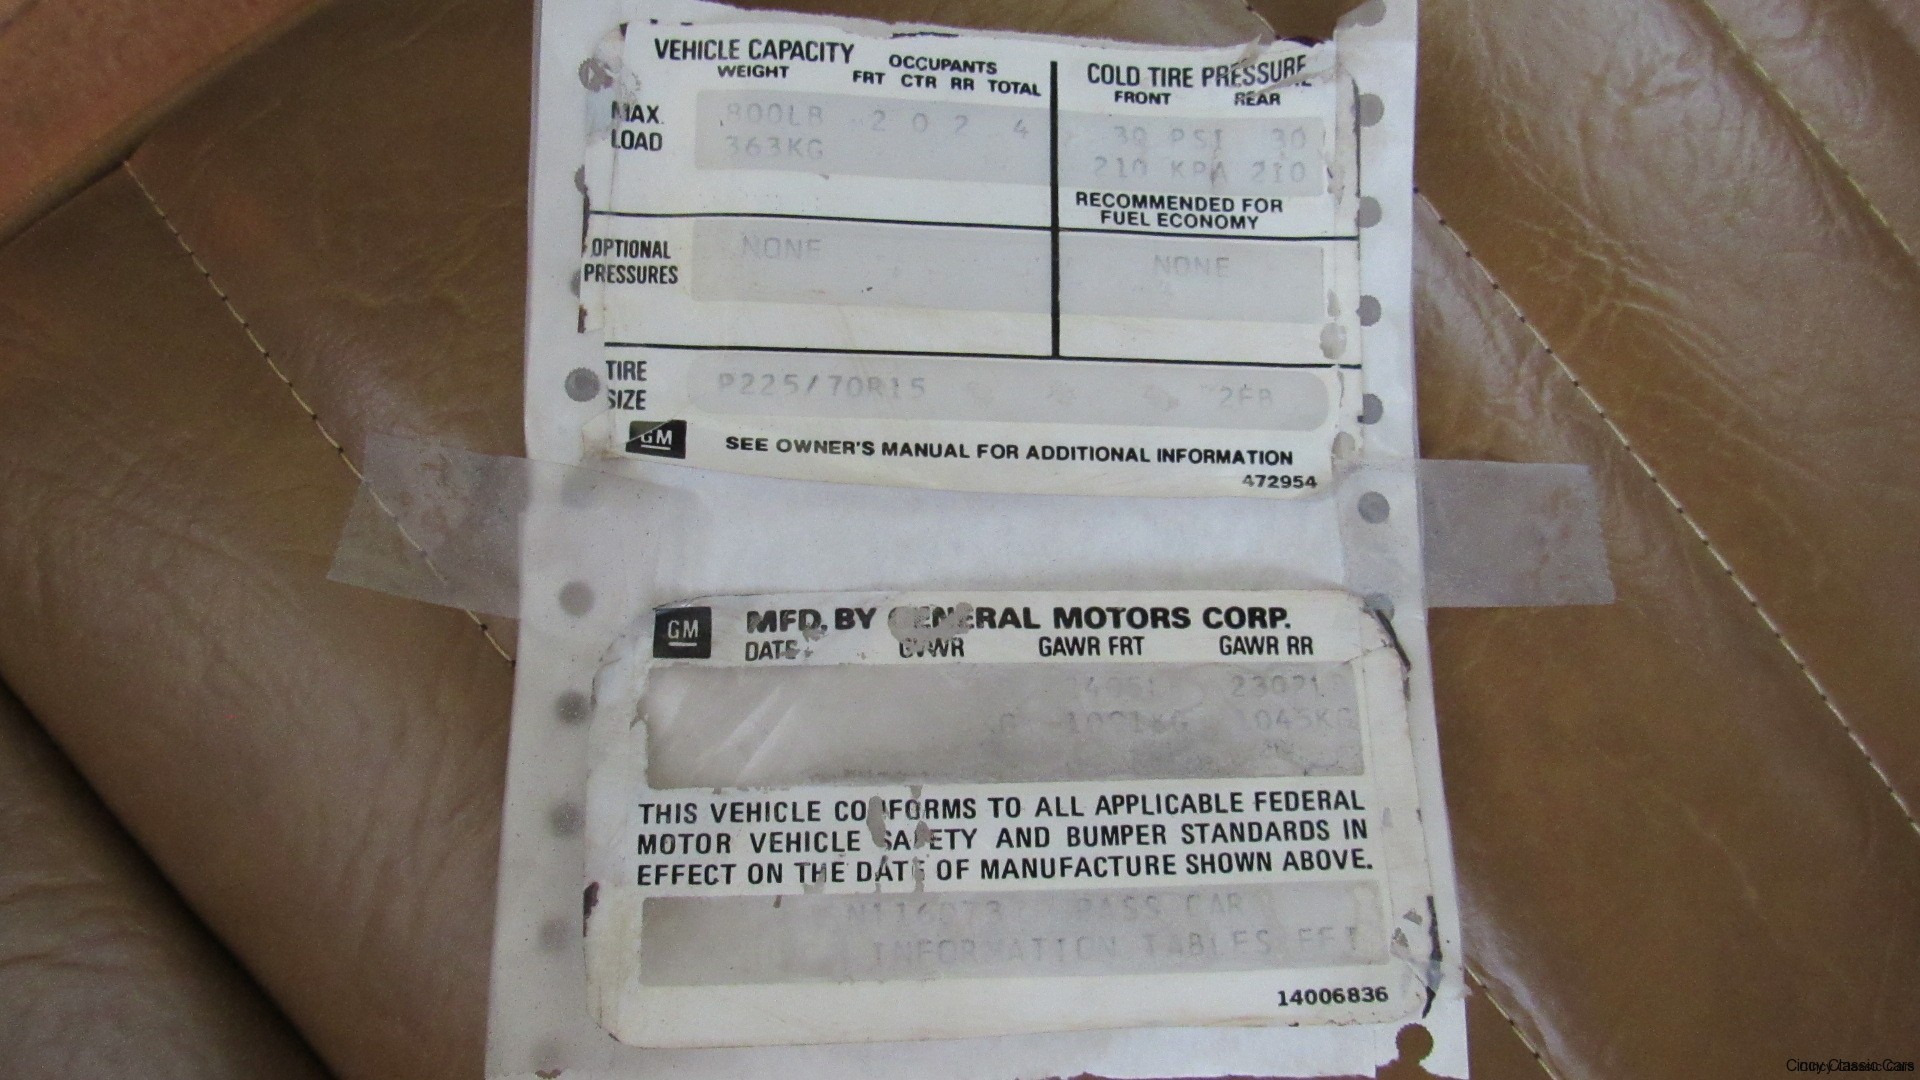 VEHICLE CAPACITY OCCUPANTS COLD TIRE PRESSURE
WEIGHT FRT CTR RR TOTAL FRONT REAR
MAX. LOAD 800LB 2 0 2 4 30 PSI 30
363KG 210 KPA 210
RECOMMENDED FOR
FUEL ECONOMY
OPTIONAL NONE NONE
PRESSURES
TIRE SIZE P225/70R15 2FB
GM SEE OWNER'S MANUAL FOR ADDITIONAL INFORMATION
472954
GM MFD. BY GENERAL MOTORS CORP.
DATE GVWR GAWR FRT GAWR RR
2302LB
1045KG
THIS VEHICLE CONFORMS TO ALL APPLICABLE FEDERAL
MOTOR VEHICLE SAFETY AND BUMPER STANDARDS IN
EFFECT ON THE DATE OF MANUFACTURE SHOWN ABOVE.
PASS CAR
INFORMATION TABLES
14006836
Cincy Classic Cars